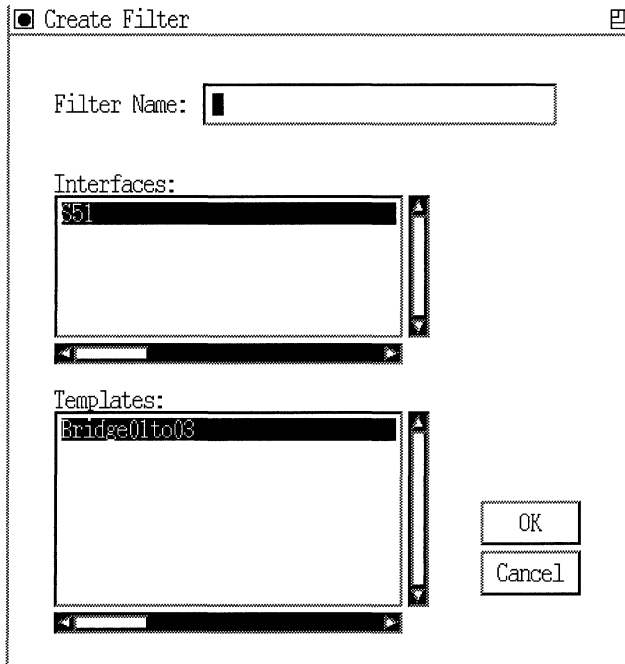 Create Filter
Filter Name:
Interfaces:
S51
Templates:
Bridge01to03
OK
Cancel